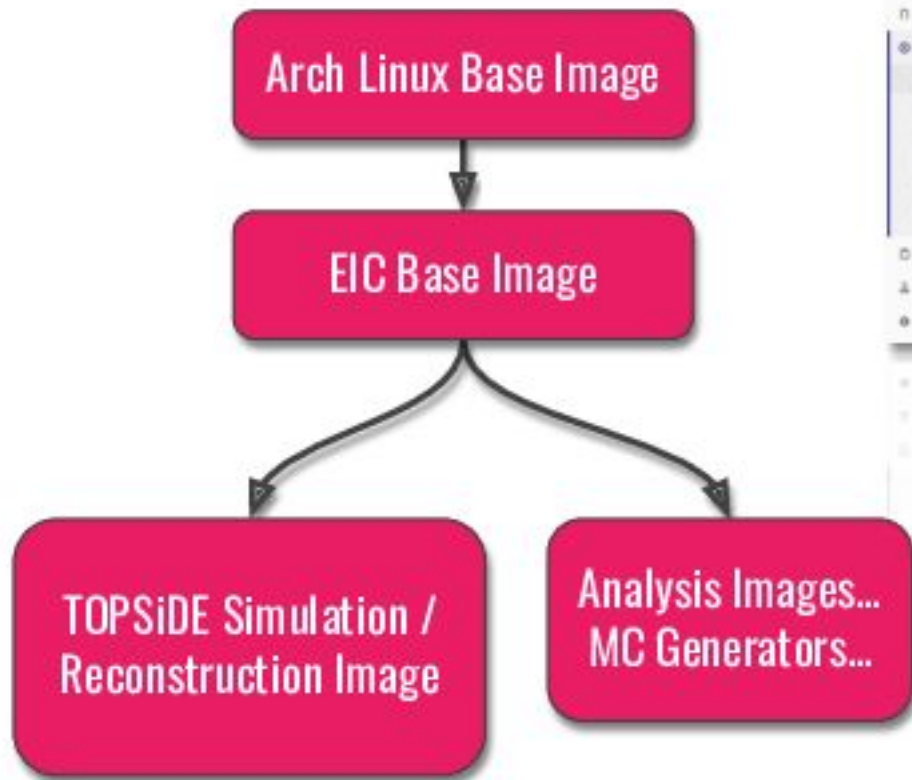 Arch Linux Base Image
EIC Base Image
TOPSiDE Simulation /
Reconstruction Image
Analysis Images...
MC Generators...